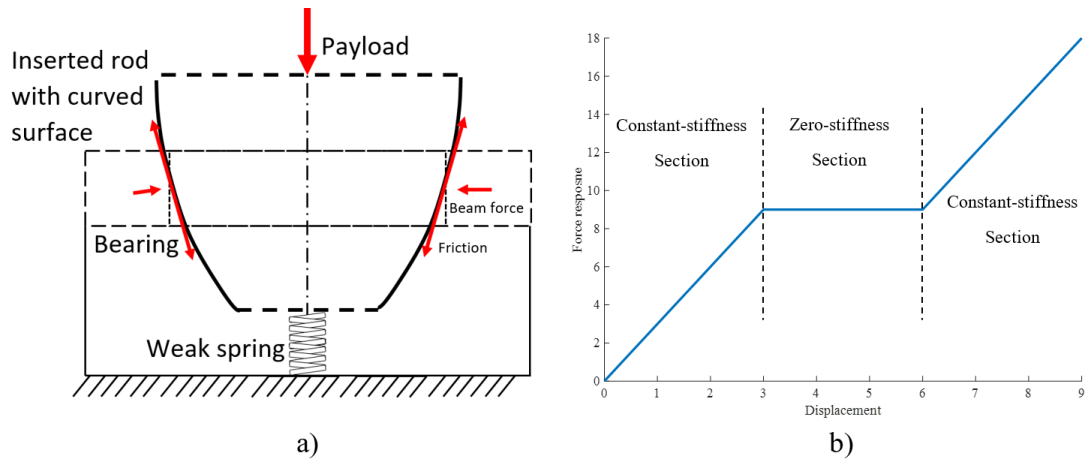 Inserted rod
with curved
surface
Payload
Beam force
Bearing
Friction
Weak spring
a)
18
16
14
12
10
8
6
4
2
0
Force resposne
Constant-stiffness
Section
Zero-stiffness
Section
Constant-stiffness
Section
0 1 2 3 4 5 6 7 8 9
Displacement
b)